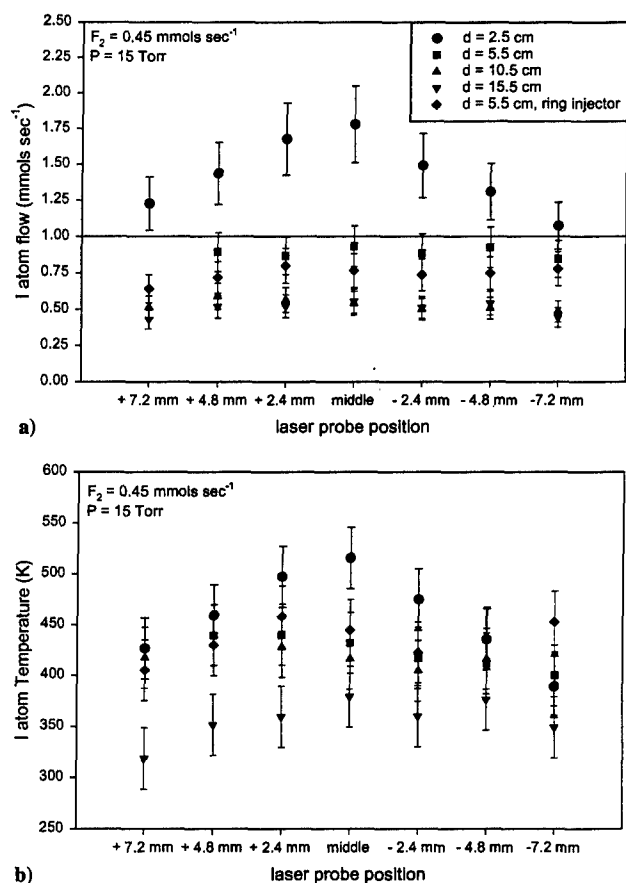 F₂ = 0.45 mmols sec⁻¹
P = 15 Torr
d = 2.5 cm
d = 5.5 cm
d = 10.5 cm
d = 15.5 cm
d = 5.5 cm, ring injector
2.50
2.25
2.00
1.75
1.50
1.25
1.00
0.75
0.50
0.25
0.00
I atom flow (mmols sec⁻¹)
+ 7.2 mm + 4.8 mm + 2.4 mm middle - 2.4 mm - 4.8 mm -7.2 mm
laser probe position
a)
F₂ = 0.45 mmols sec⁻¹
P = 15 Torr
600
550
500
450
400
350
300
250
I atom Temperature (K)
+ 7.2 mm + 4.8 mm + 2.4 mm middle - 2.4 mm - 4.8 mm -7.2 mm
laser probe position
b)